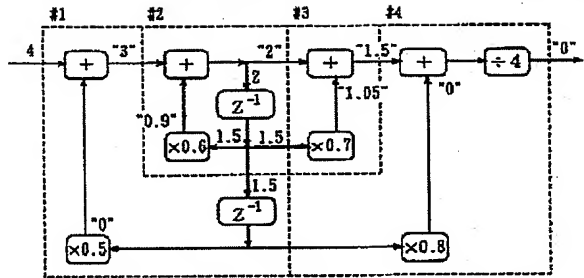 #1 #2 #3 #4
4 + "3" + "2" + "1.5" + ÷4 "0"
Z
Z⁻¹
"0.9" "1.05" "0"
×0.6 1.5 1.5 ×0.7
1.5
Z⁻¹
"0"
×0.5 ×0.8